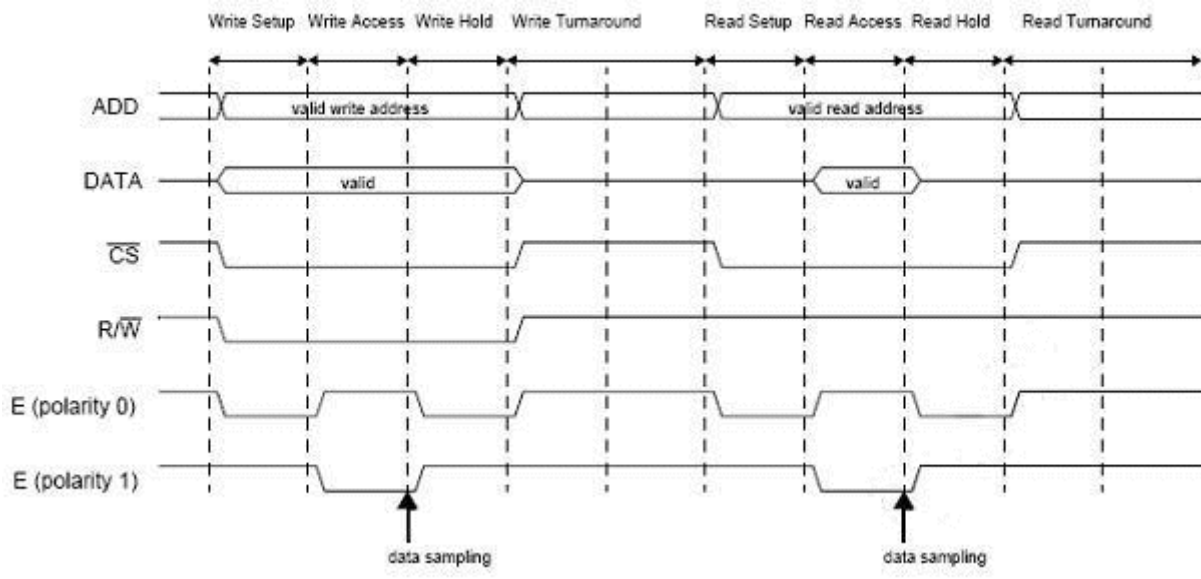 Write Setup Write Access Write Hold Write Turnaround Read Setup Read Access Read Hold Read Turnaround
ADD valid write address valid read address
DATA valid valid
C̅S̅
R/W̅
E (polarity 0)
E (polarity 1)
data sampling data sampling